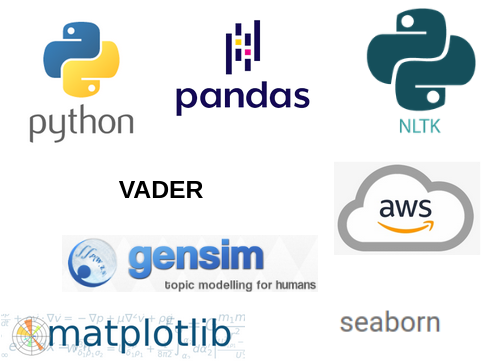 python
pandas
NLTK
VADER
aws
gensim
topic modelling for humans
matplotlib
seaborn